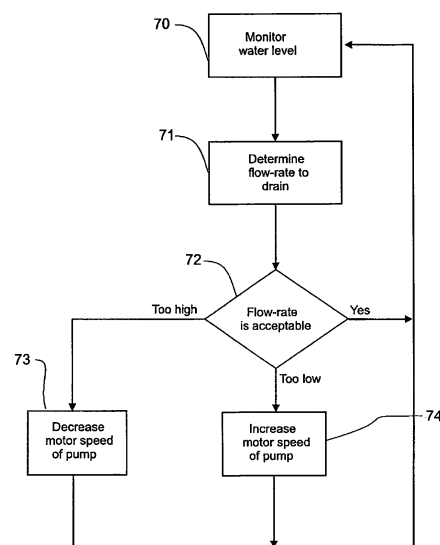 70
Monitor
water level
71
Determine
flow-rate to
drain
72
Too high
Flow-rate
is acceptable
Yes
Too low
73
Decrease
motor speed
of pump
Increase
motor speed
of pump
74